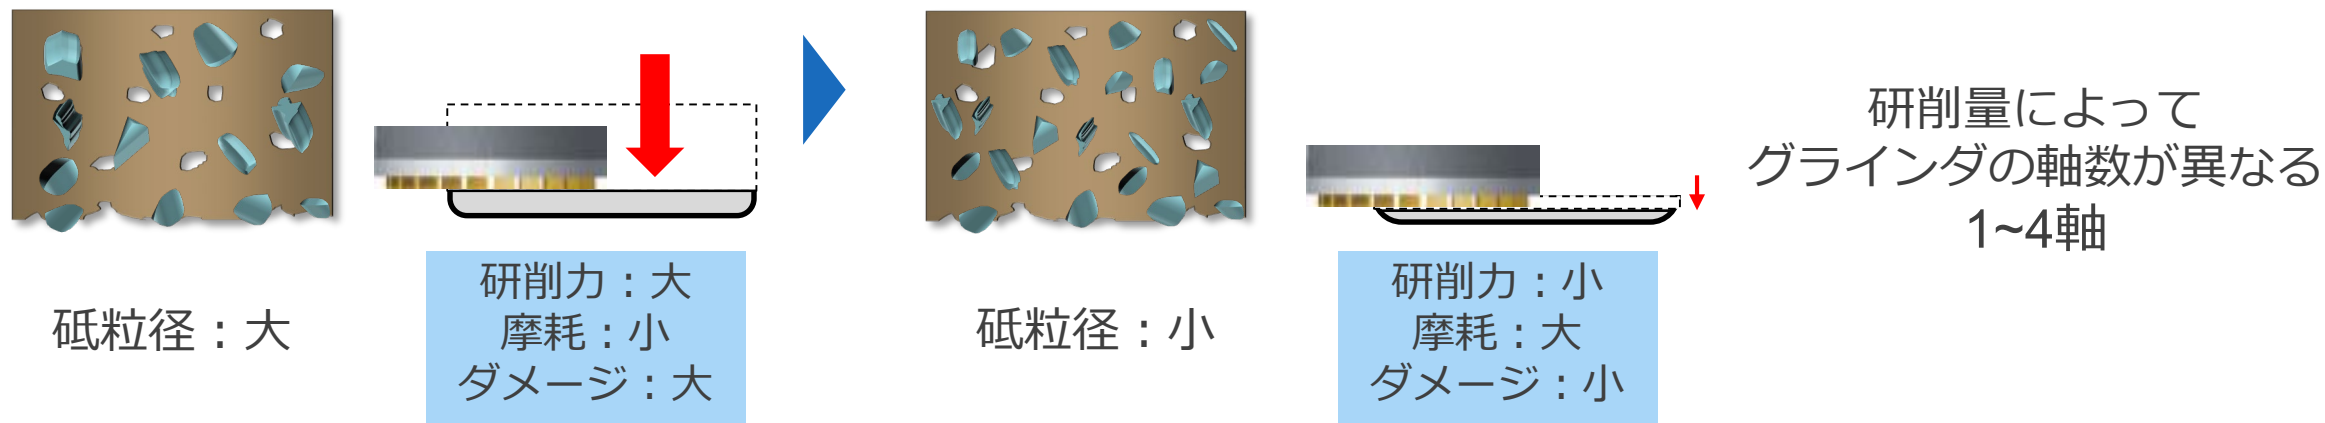 砥粒径：大
研削力：大
摩耗：小
ダメージ：大
砥粒径：小
研削力：小
摩耗：大
ダメージ：小
研削量によって
グラインダの軸数が異なる
1~4軸